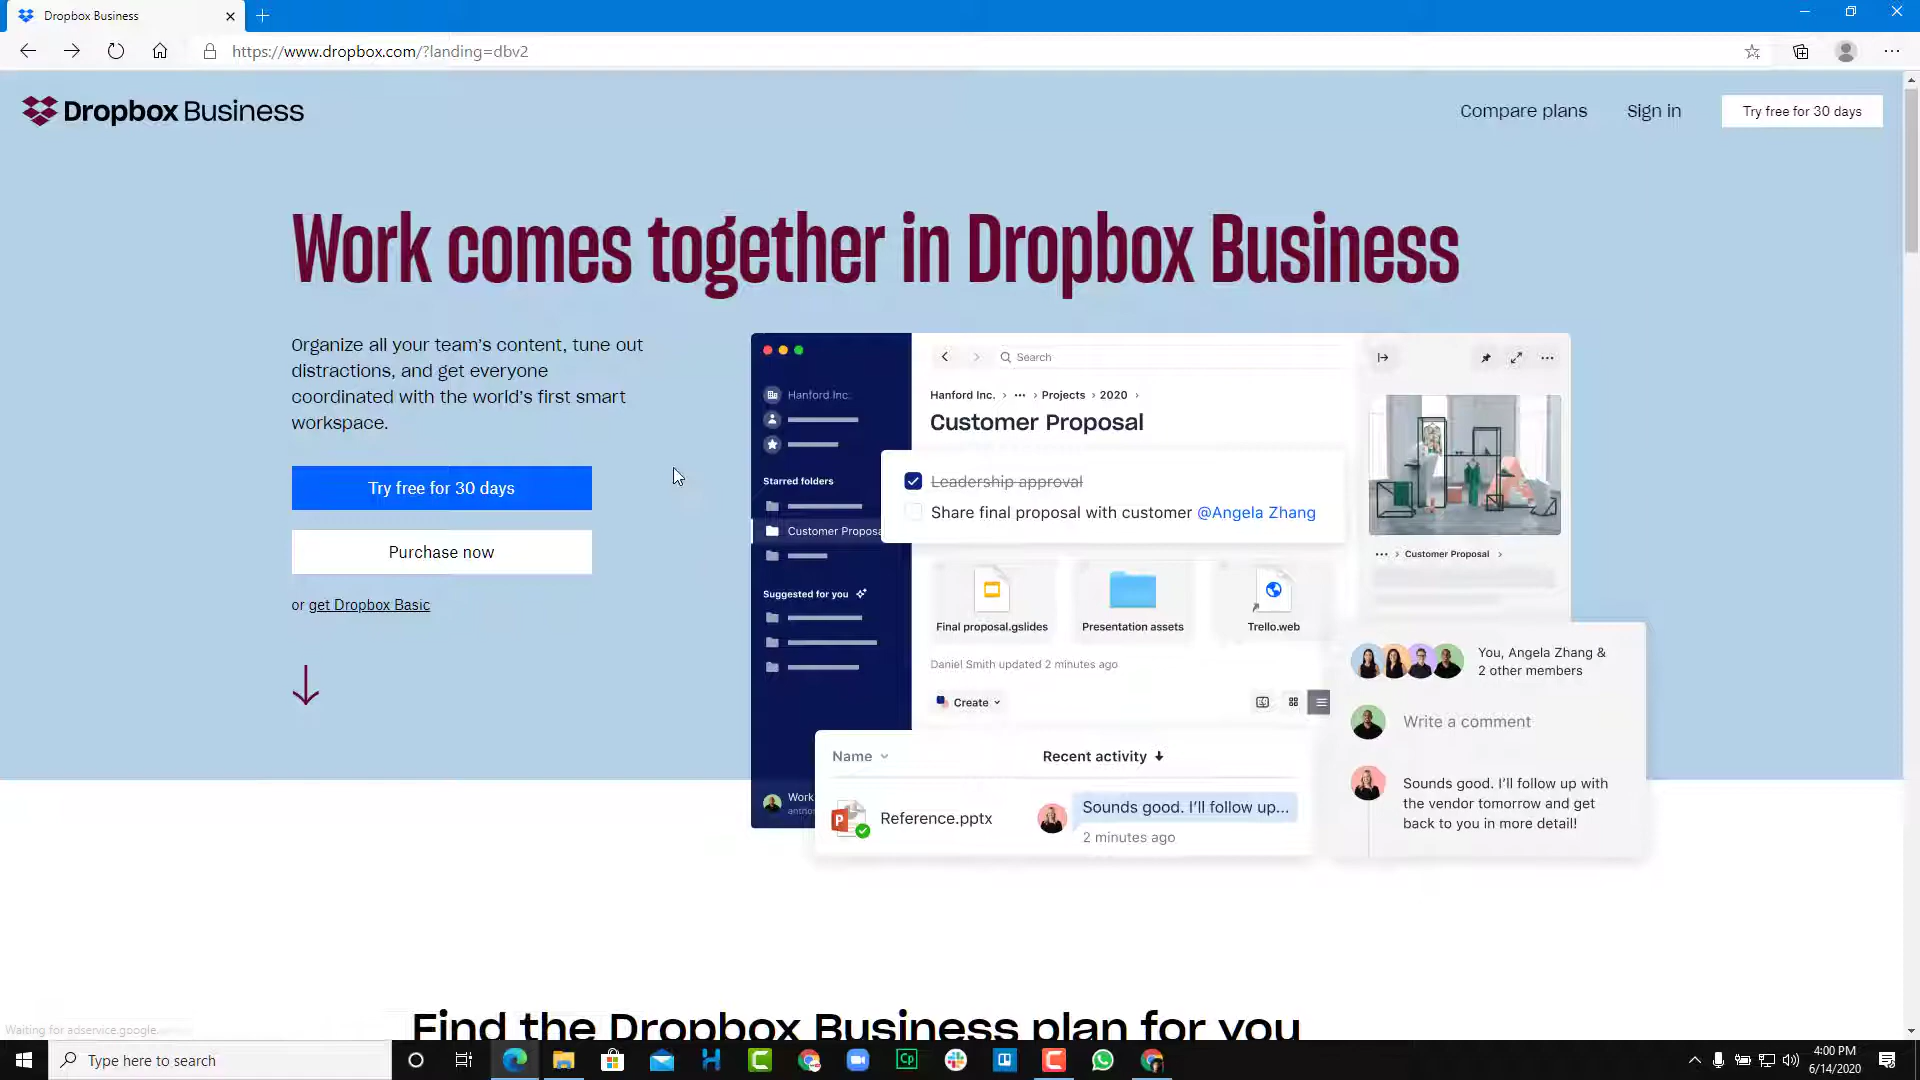 Dropbox Business
https://www.dropbox.com/?landing=dbv2
Dropbox Business
Compare plans
Sign in
Try free for 30 days
Work comes together in Dropbox Business
Organize all your team's content, tune out
distractions, and get everyone
coordinated with the world's first smart
workspace.
Try free for 30 days
Purchase now
or get Dropbox Basic
Hanford Inc.
Starred folders
Customer Proposa
Suggested for you
Work
Search
Hanford Inc. › ··· › Projects › 2020 ›
Customer Proposal
Leadership approval
Share final proposal with customer @Angela Zhang
Final proposal.gslides
Presentation assets
Trello.web
Daniel Smith updated 2 minutes ago
Create
Name
Recent activity
Reference.pptx
Sounds good. I'll follow up...
2 minutes ago
··· › Customer Proposal ›
You, Angela Zhang &
2 other members
Write a comment
Sounds good. I'll follow up with
the vendor tomorrow and get
back to you in more detail!
Find the Dropbox Business plan for you
Waiting for adservice.google.
Type here to search
4:00 PM
6/14/2020